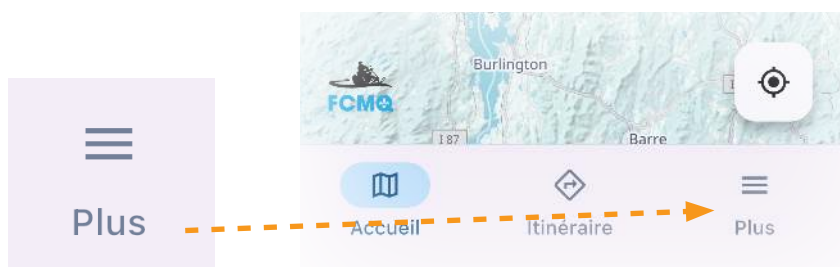 Plus
Burlington
FCMQ
I 87
Barre
Accueil
Itinéraire
Plus